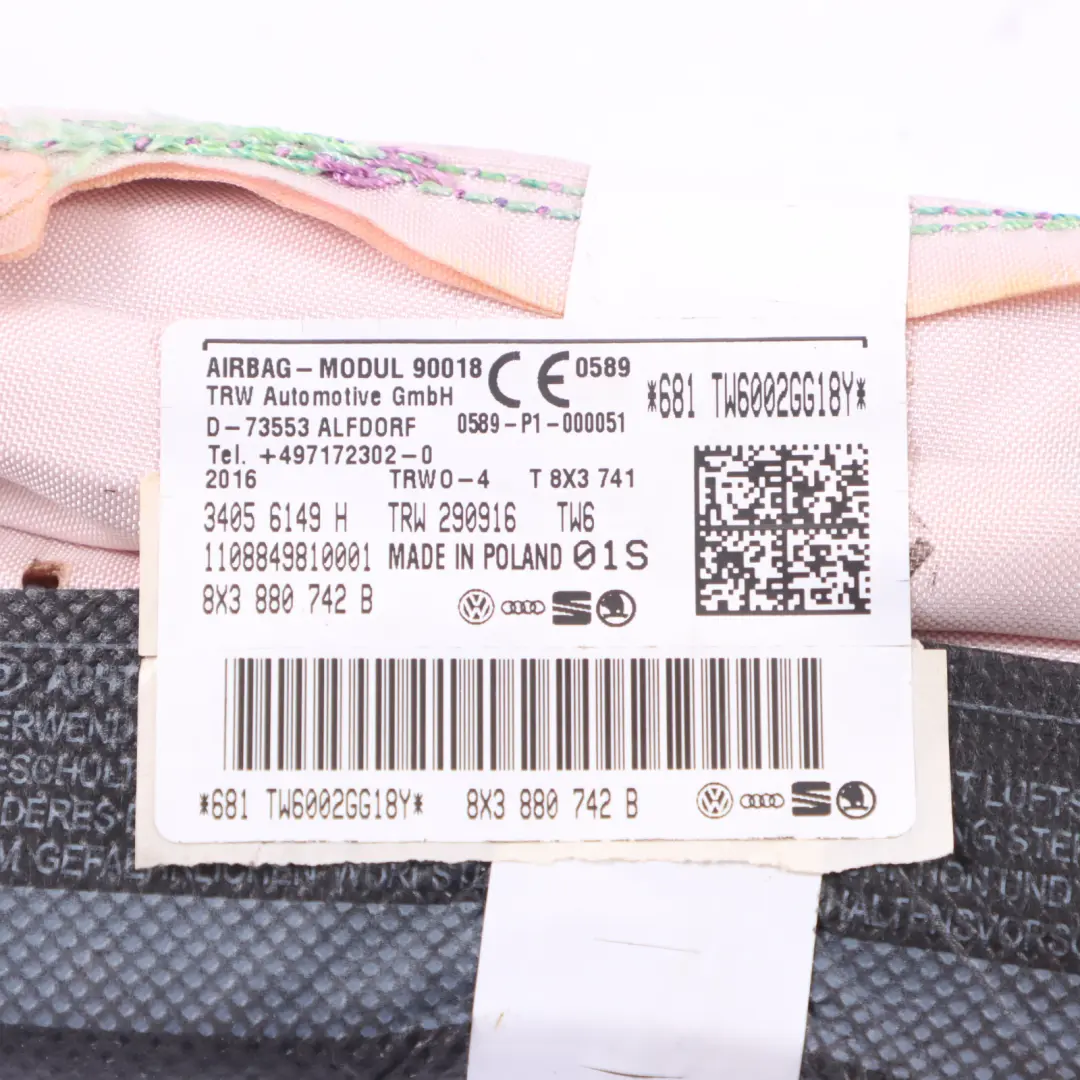 AIRBAG-MODUL 90018 CE 0589
TRW Automotive GmbH
*681 TW6002GG18Y*
D-73553 ALFDORF 0589-P1-000051
Tel. +497172302-0
2016 TRWO-4 T 8X3 741
3405 6149 H TRW 290916 TW6
1108849810001 MADE IN POLAND 01S
8X3 880 742 B
*681 TW6002GG18Y* 8X3 880 742 B